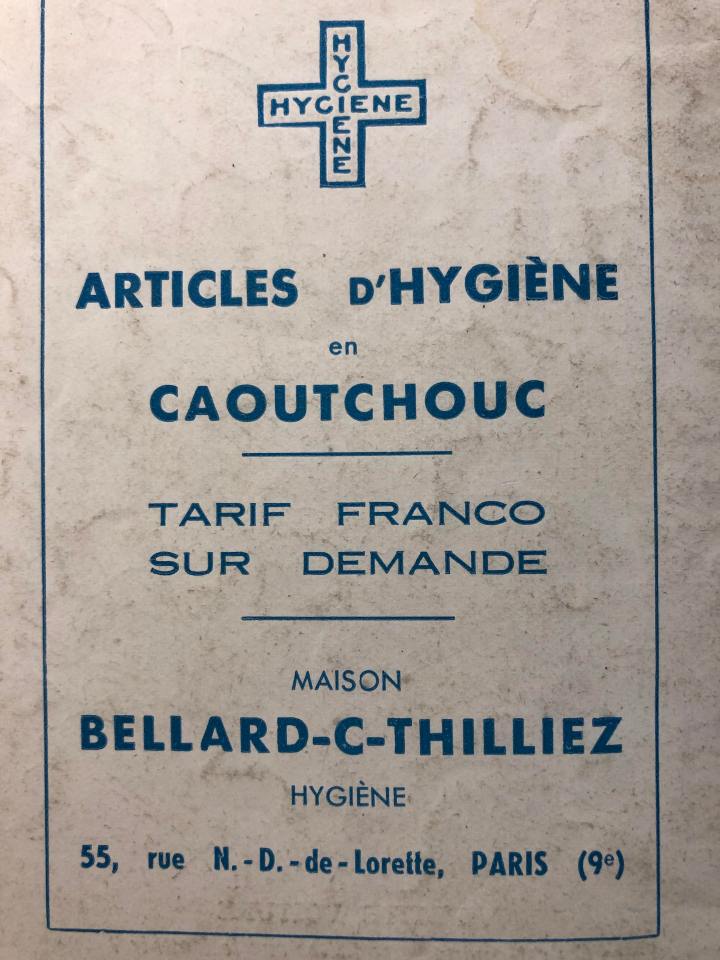 HYGIENE
HYGIENE
ARTICLES D'HYGIÈNE
en
CAOUTCHOUC
TARIF FRANCO
SUR DEMANDE
MAISON
BELLARD-C-THILLIEZ
HYGIÈNE
55, rue N.-D.-de-Lorette, PARIS (9e)